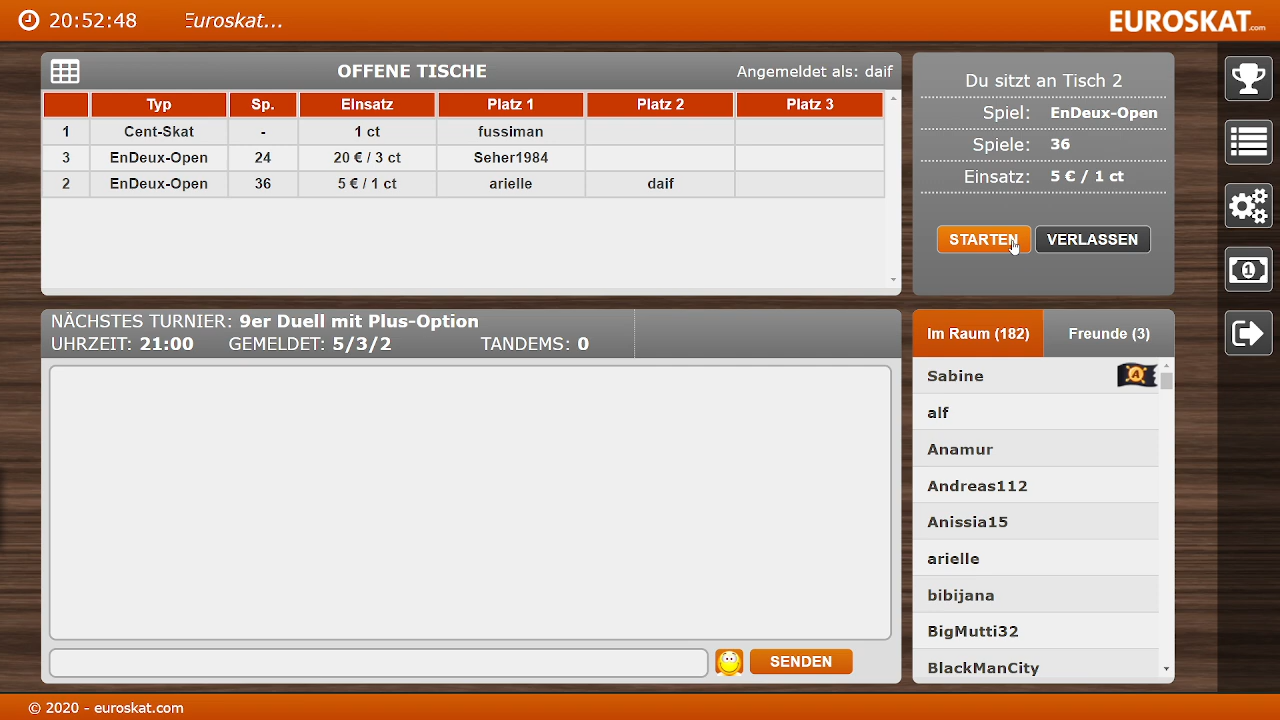 20:52:48 Euroskat... EUROSKAT.com
OFFENE TISCHE Angemeldet als: daif
Typ Sp. Einsatz Platz 1 Platz 2 Platz 3
1 Cent-Skat - 1 ct fussiman
3 EnDeux-Open 24 20 € / 3 ct Seher1984
2 EnDeux-Open 36 5 € / 1 ct arielle daif
Du sitzt an Tisch 2
Spiel: EnDeux-Open
Spiele: 36
Einsatz: 5 € / 1 ct
STARTEN VERLASSEN
1
NÄCHSTES TURNIER: 9er Duell mit Plus-Option
UHRZEIT: 21:00 GEMELDET: 5/3/2 TANDEMS: 0
SENDEN
Im Raum (182) Freunde (3)
Sabine A
alf
Anamur
Andreas112
Anissia15
arielle
bibijana
BigMutti32
BlackManCity
© 2020 - euroskat.com